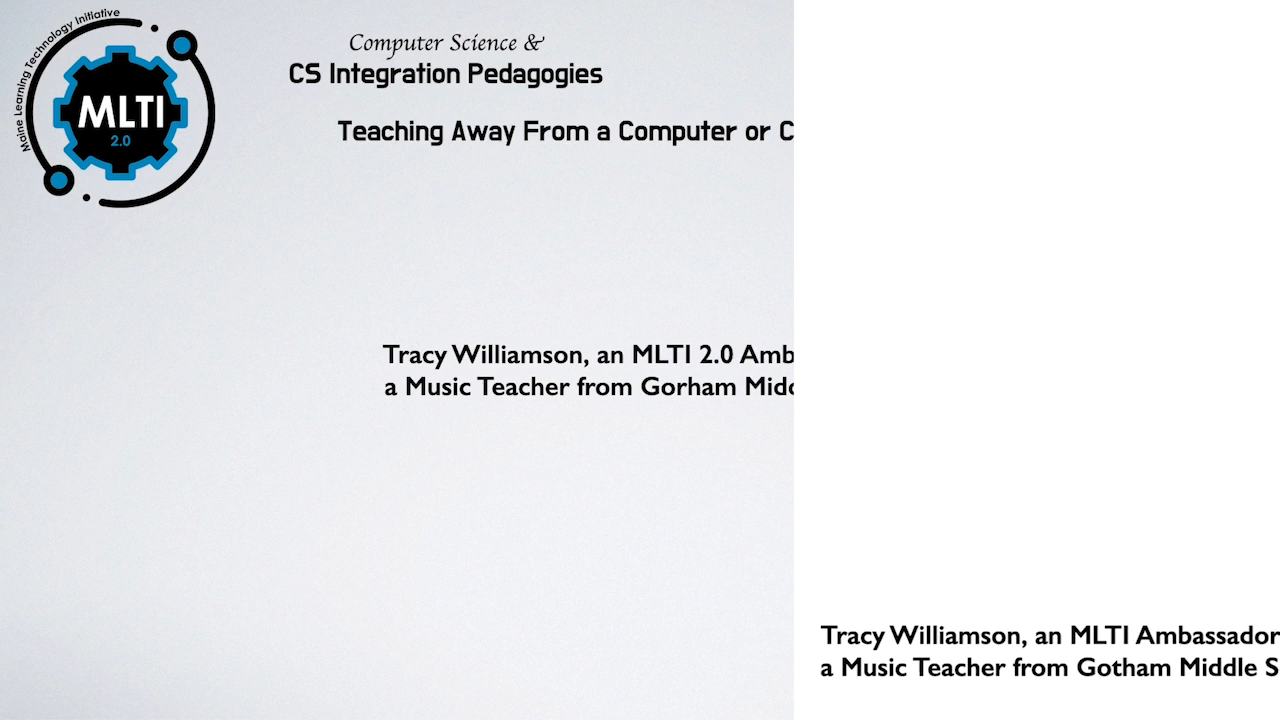 Maine Learning Technology Initiative
MLTI
2.0
Computer Science &
CS Integration Pedagogies
Teaching Away From a Computer or C
Tracy Williamson, an MLTI 2.0 Amb
a Music Teacher from Gorham Midd
Tracy Williamson, an MLTI Ambassador
a Music Teacher from Gotham Middle S